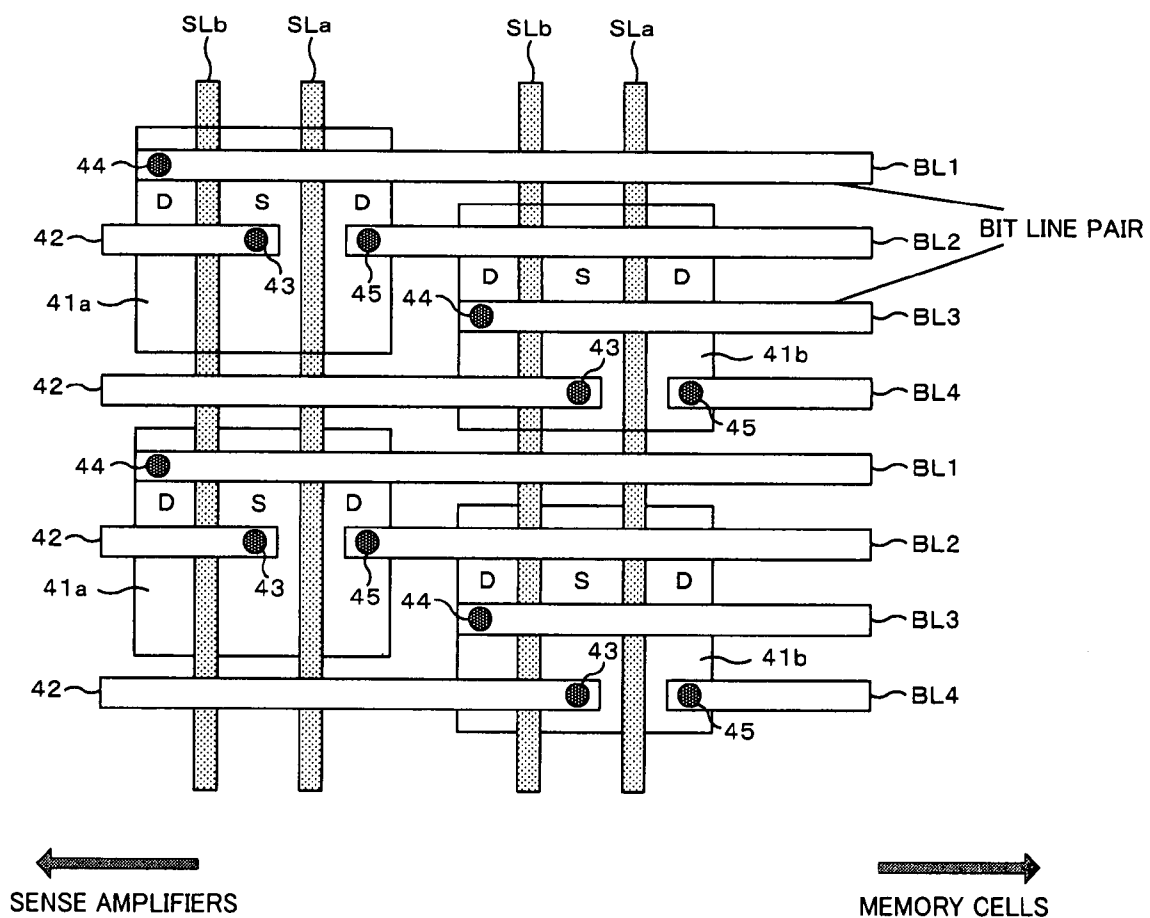 SLb SLa SLb SLa
44 BL1
D S D
BIT LINE PAIR
42 BL2
43 45 D S D
41a 44 BL3
43 41b
42 BL4
45
44 BL1
D S D
42 BL2
43 45 D S D
41a 44 BL3
43 41b
42 BL4
45
SENSE AMPLIFIERS MEMORY CELLS